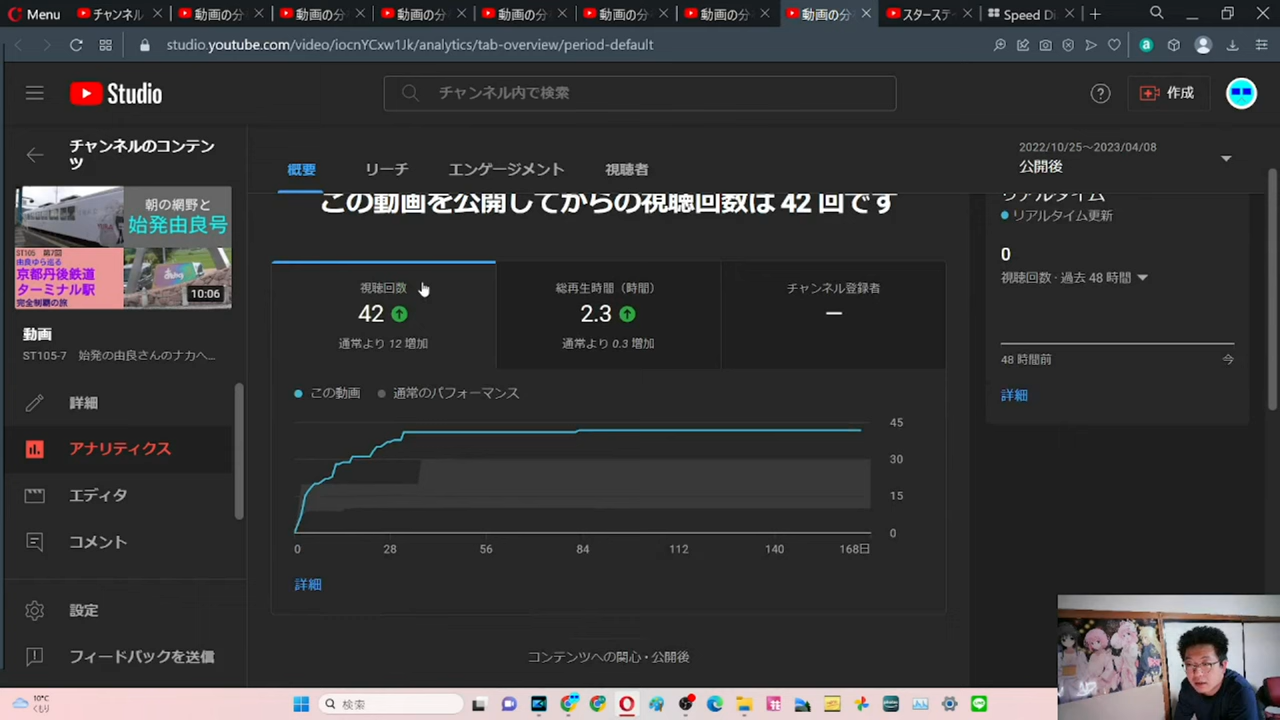 Menu
チャンネル
動画の分
動画の分
動画の分
動画の分
動画の分
動画の分
動画の分
スターステ
Speed Di
studio.youtube.com/video/iocnYCxw1Jk/analytics/tab-overview/period-default
Studio
チャンネル内で検索
作成
チャンネルのコンテン
ツ
朝の網野と
始発由良号
ST105 第7回
由良ゆら巡る
京都丹後鉄道
ターミナル駅
完全制覇の旅
10:06
動画
ST105-7 始発の由良さんのナカへ...
詳細
アナリティクス
エディタ
コメント
設定
フィードバックを送信
概要
リーチ
エンゲージメント
視聴者
2022/10/25～2023/04/08
公開後
この動画を公開してからの視聴回数は 42 回です
視聴回数
42
通常より 12 増加
総再生時間（時間）
2.3
通常より 0.3 増加
チャンネル登録者
—
この動画
通常のパフォーマンス
45
30
15
0
0
28
56
84
112
140
168日
詳細
コンテンツへの関心・公開後
リアルタイム
リアルタイム更新
0
視聴回数・過去 48 時間
48 時間前
今
詳細
10°C
くもり
検索